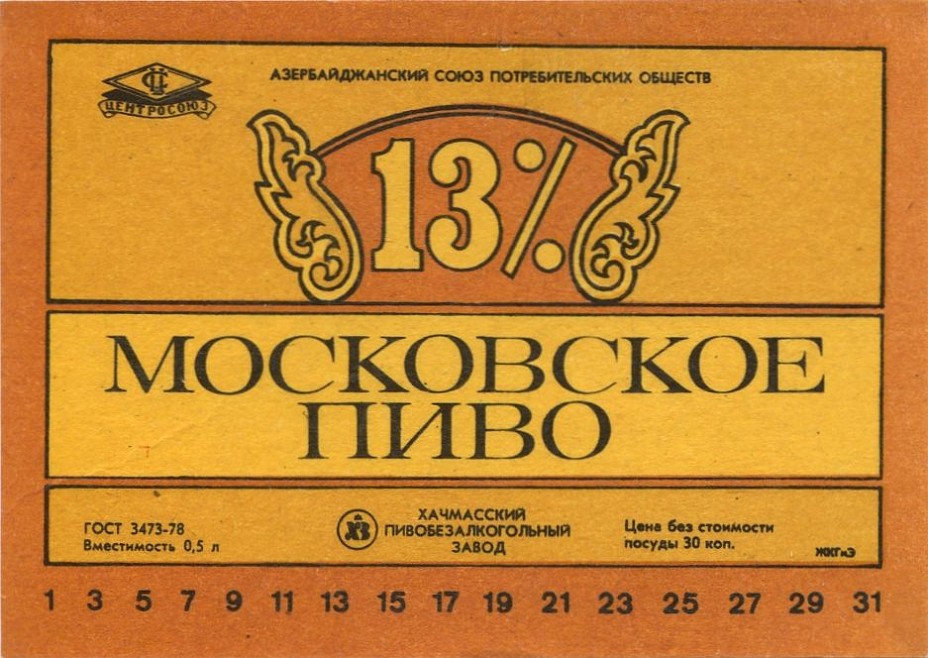 АЗЕРБАЙДЖАНСКИЙ СОЮЗ ПОТРЕБИТЕЛЬСКИХ ОБЩЕСТВ
СЦ
ЦЕНТРОСОЮЗ
13%
МОСКОВСКОЕ
ПИВО
ГОСТ 3473-78
Вместимость 0,5 л
ХЗ
ХАЧМАССКИЙ
ПИВОБЕЗАЛКОГОЛЬНЫЙ
ЗАВОД
Цена без стоимости
посуды 30 коп.
ЖКГиЭ
1 3 5 7 9 11 13 15 17 19 21 23 25 27 29 31